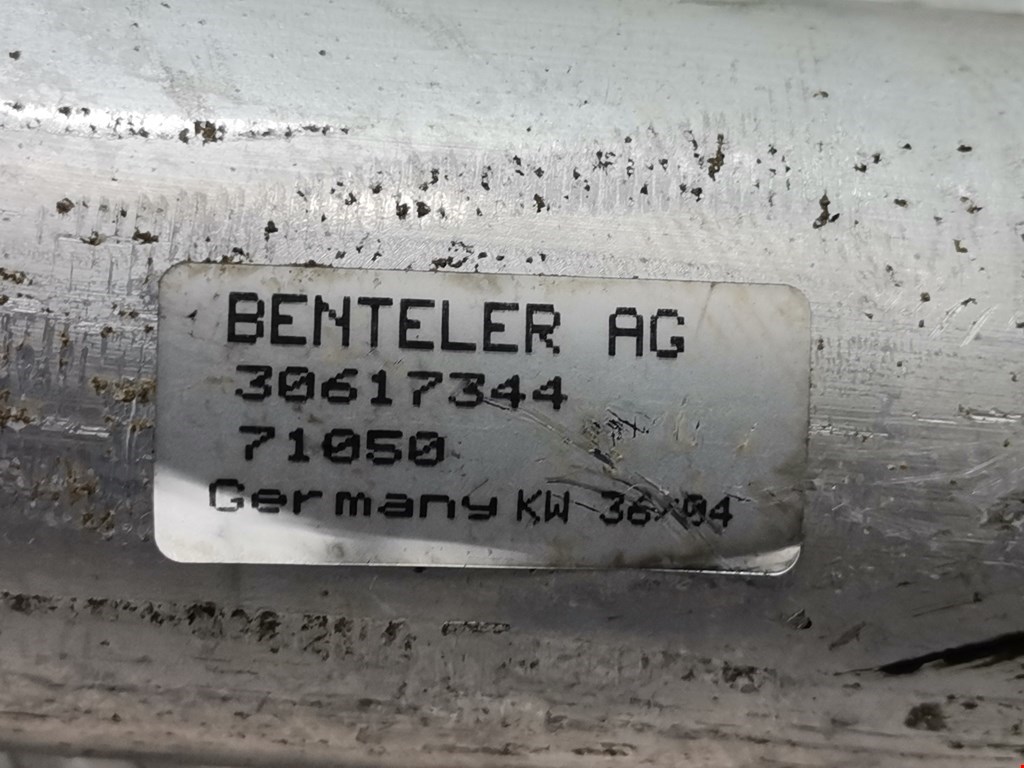 BENTELER AG
30617344
71050
Germany KW 36/04